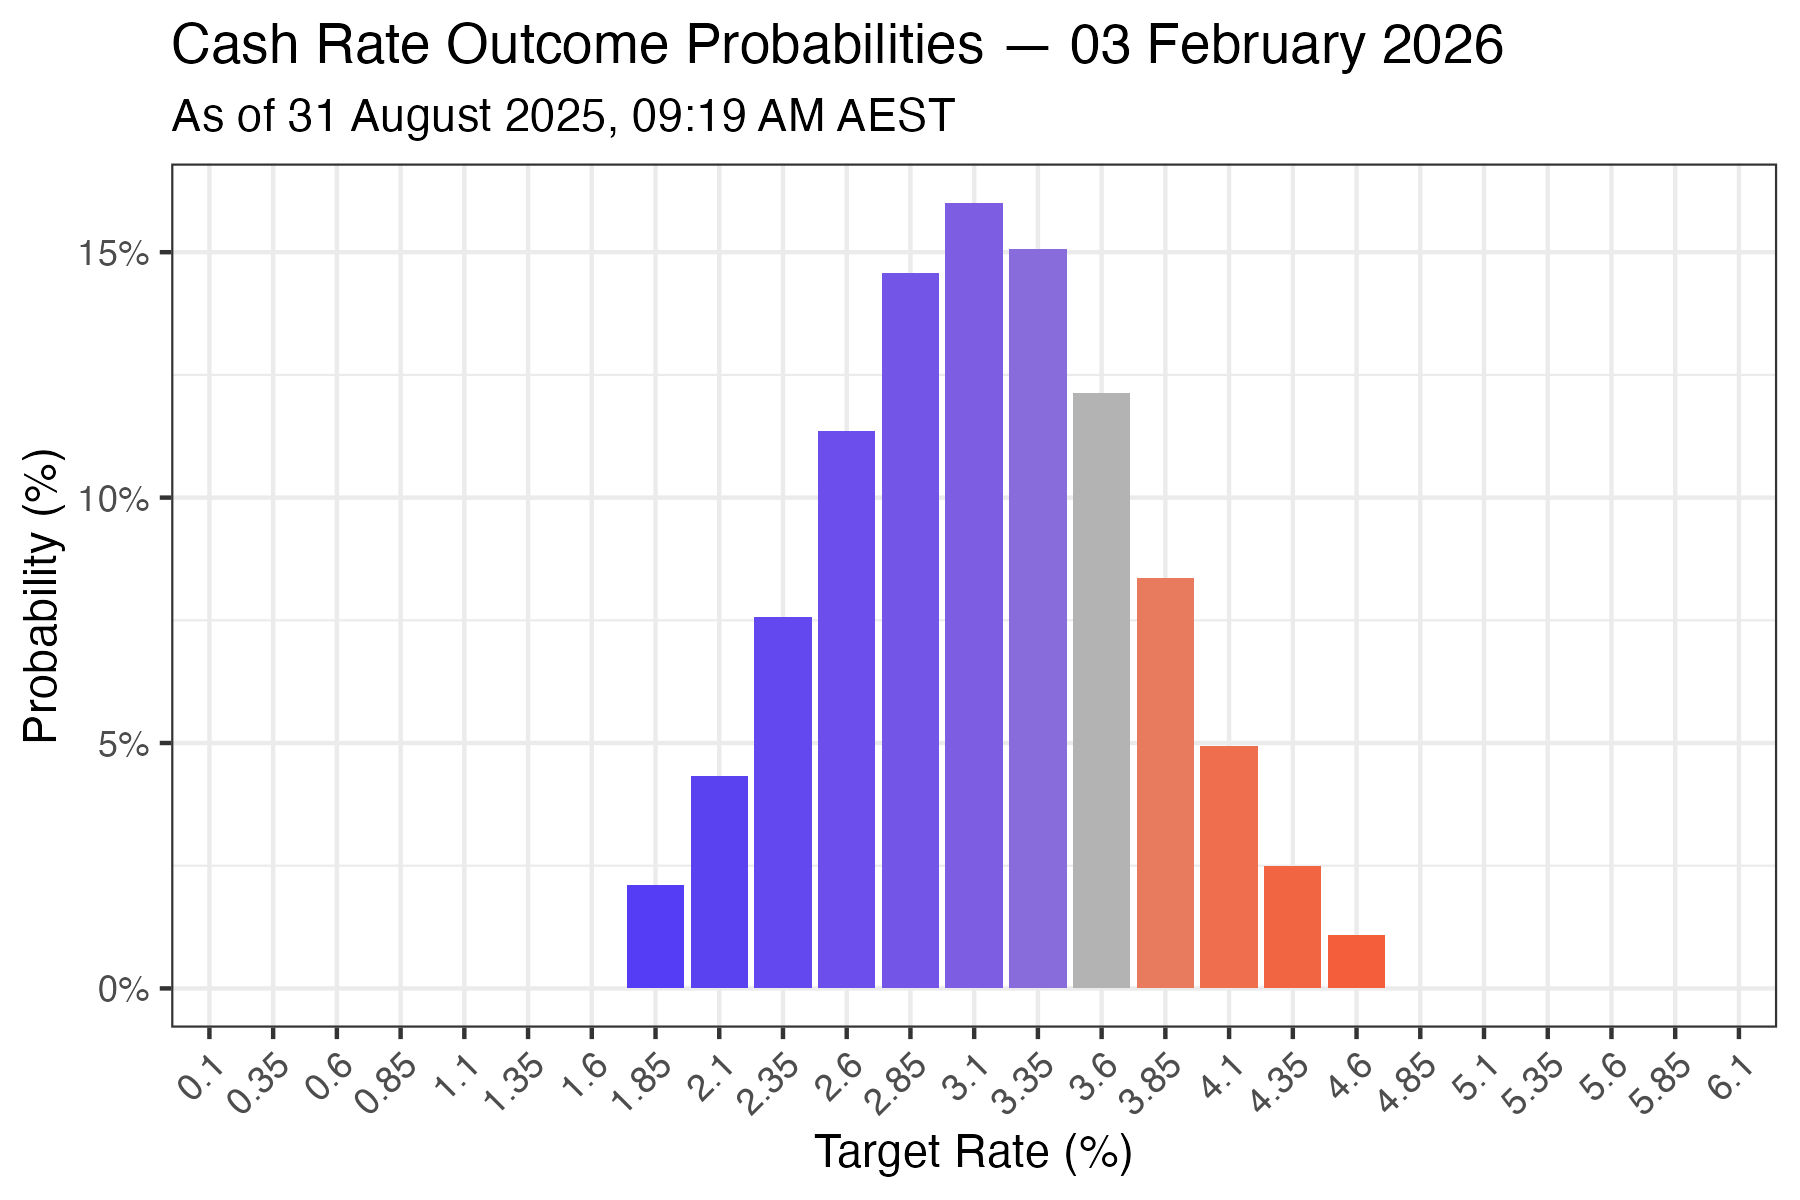 Cash Rate Outcome Probabilities — 03 February 2026
As of 31 August 2025, 09:19 AM AEST
Probability (%)
15%
10%
5%
0%
0.1 0.35 0.6 0.85 1.1 1.35 1.6 1.85 2.1 2.35 2.6 2.85 3.1 3.35 3.6 3.85 4.1 4.35 4.6 4.85 5.1 5.35 5.6 5.85 6.1
Target Rate (%)